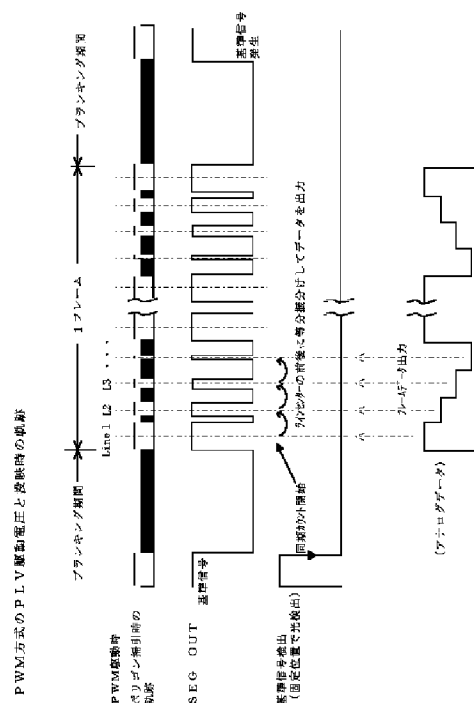 PWM方式のPLV駆動電圧と投映時の軌跡
ブランキング期間
1フレーム
ブランキング期間
Line1 L2 L3 ・・・
PWM駆動時
ポリゴン掃引時の
軌跡
SEG OUT
基準信号
基準信号
発生
基準信号検出
(固定位置で光検出)
同期カウント開始
ラインセンターの前後に等分振分けしてデータを出力
フレームデータ出力
(アナログデータ)